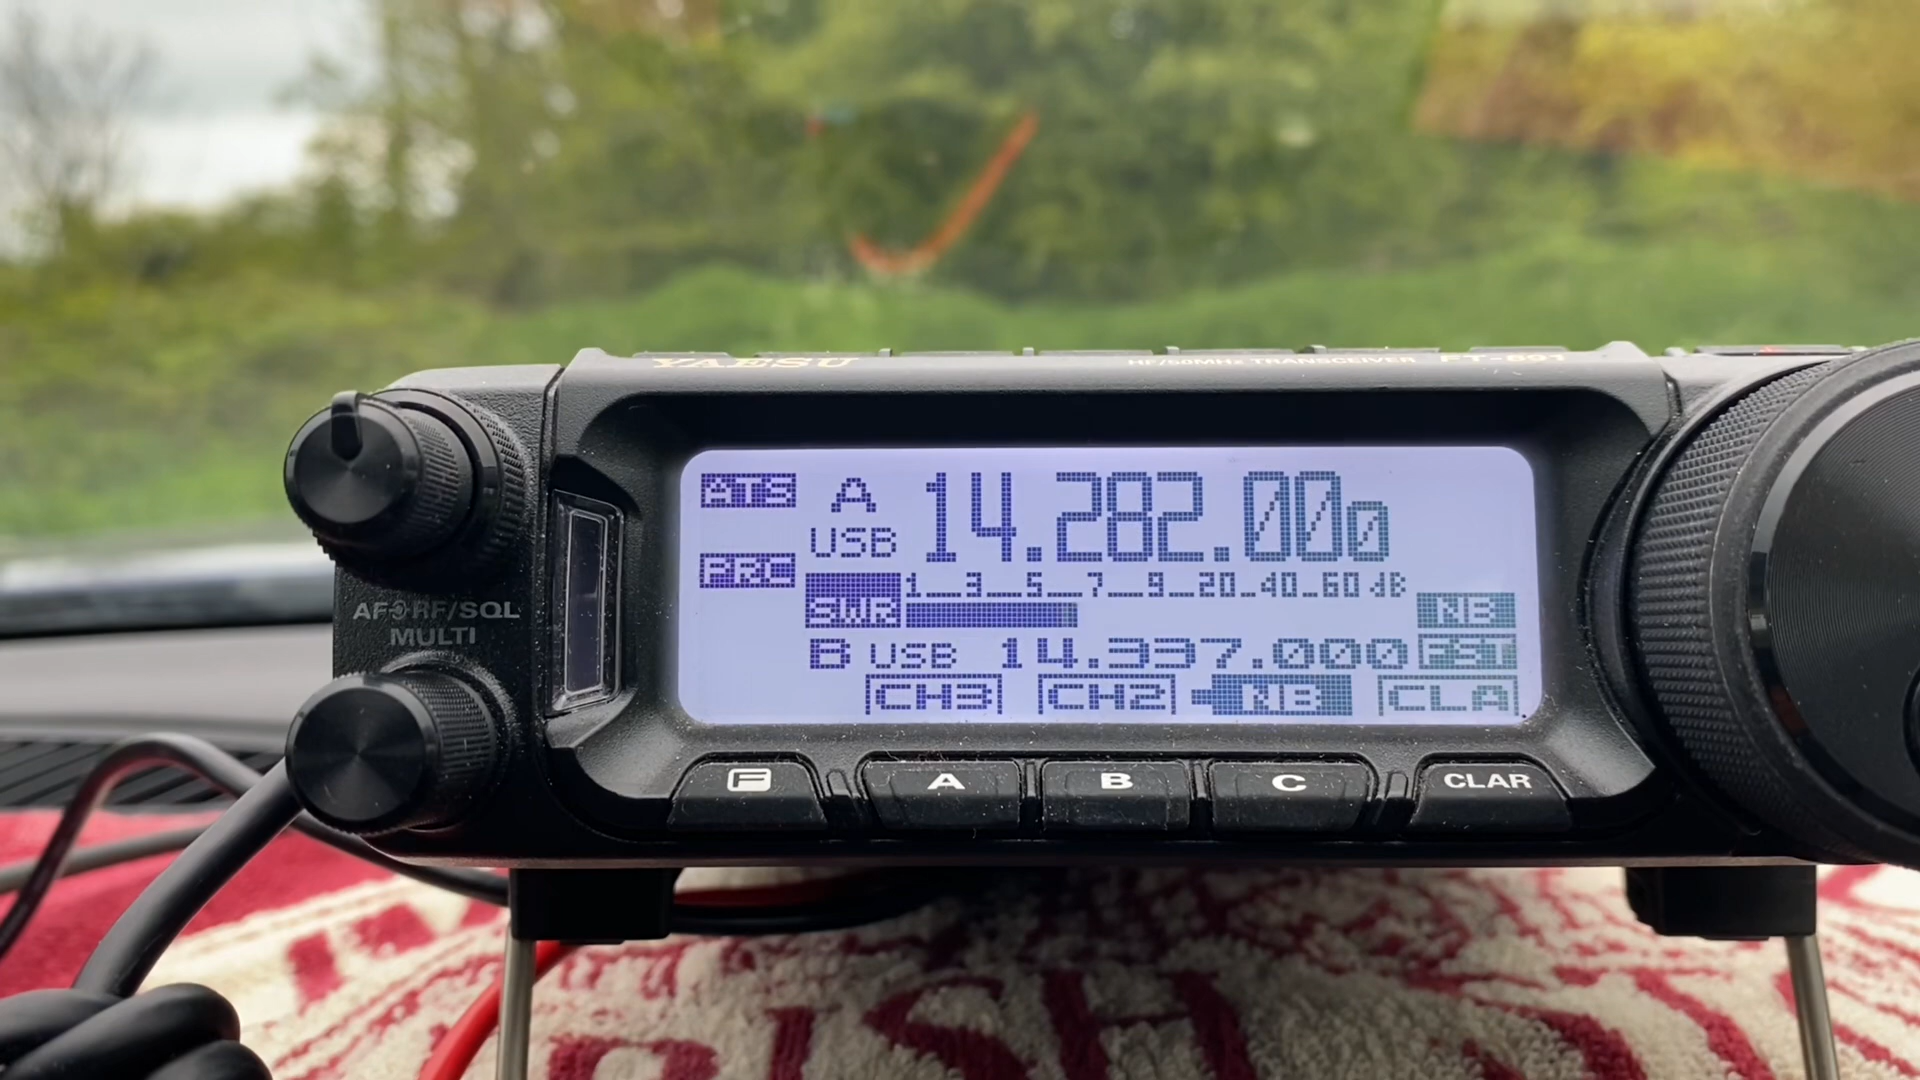 YAESU HF/50MHz TRANSCEIVER FT-891
ATS A 14.282.000
USB
PRC
1 3 5 7 9 20 40 60 dB
SWR NB
B USB 14.337.000 FST
CH3 CH2 NB CLA
AF RF/SQL
MULTI
F A B C CLAR